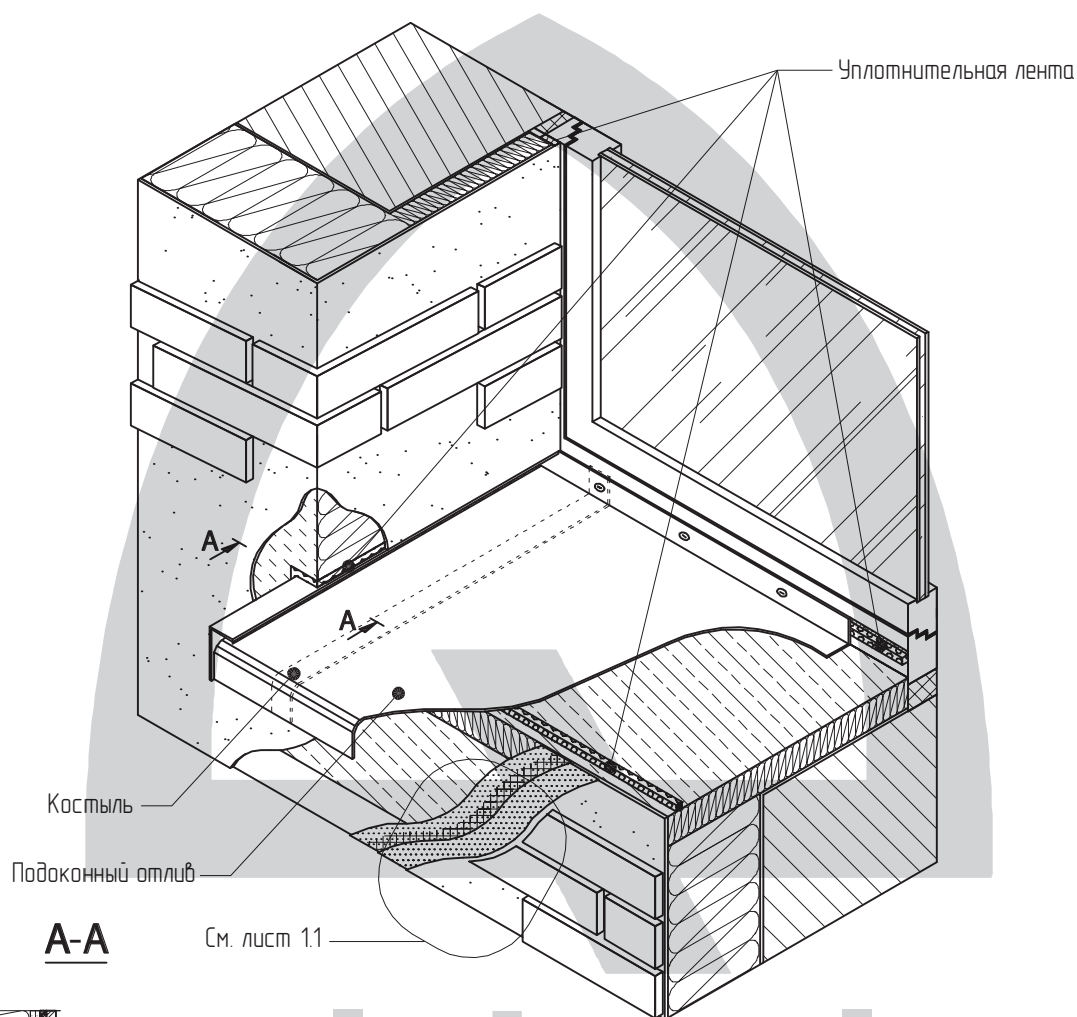 Уплотнительная лента
А
А
Костыль
Подоконный отлив
А-А
См. лист 1.1